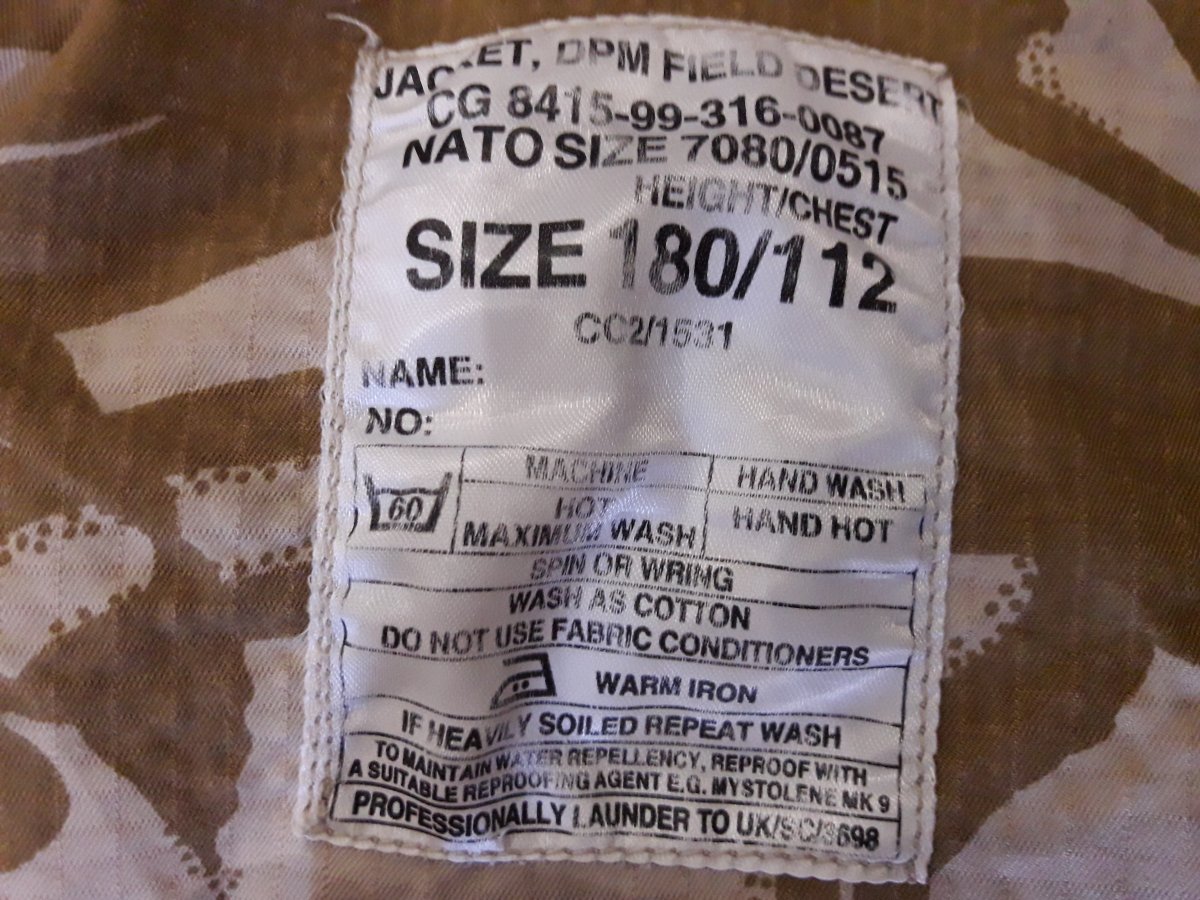 JACKET, DPM FIELD DESERT
CG 8415-99-316-0087
NATO SIZE 7080/0515
HEIGHT/CHEST
SIZE 180/112
CC2/1531
NAME:
NO:
60
MACHINE
HAND WASH
HOT
MAXIMUM WASH
HAND HOT
SPIN OR WRING
WASH AS COTTON
DO NOT USE FABRIC CONDITIONERS
WARM IRON
IF HEAVILY SOILED REPEAT WASH
TO MAINTAIN WATER REPELLENCY, REPROOF WITH
A SUITABLE REPROOFING AGENT E.G. MYSTOLENE MK 9
PROFESSIONALLY LAUNDER TO UK/SC/3698